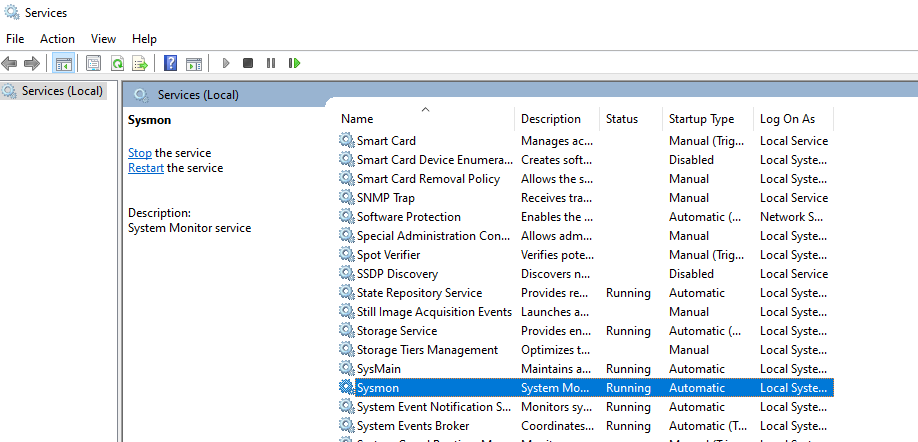 Services
File Action View Help
Services (Local)
Services (Local)
Sysmon
Stop the service
Restart the service
Description:
System Monitor service
Name Description Status Startup Type Log On As
Smart Card Manages ac... Manual (Trig... Local Service
Smart Card Device Enumera... Creates soft... Disabled Local Syste...
Smart Card Removal Policy Allows the s... Manual Local Syste...
SNMP Trap Receives tra... Manual Local Service
Software Protection Enables the ... Automatic (... Network S...
Special Administration Con... Allows adm... Manual Local Syste...
Spot Verifier Verifies pote... Manual (Trig... Local Syste...
SSDP Discovery Discovers n... Disabled Local Service
State Repository Service Provides re... Running Automatic Local Syste...
Still Image Acquisition Events Launches a... Manual Local Syste...
Storage Service Provides en... Running Automatic (... Local Syste...
Storage Tiers Management Optimizes t... Manual Local Syste...
SysMain Maintains a... Running Automatic Local Syste...
Sysmon System Mo... Running Automatic Local Syste...
System Event Notification S... Monitors sy... Running Automatic Local Syste...
System Events Broker Coordinates... Running Automatic (T... Local Syste...